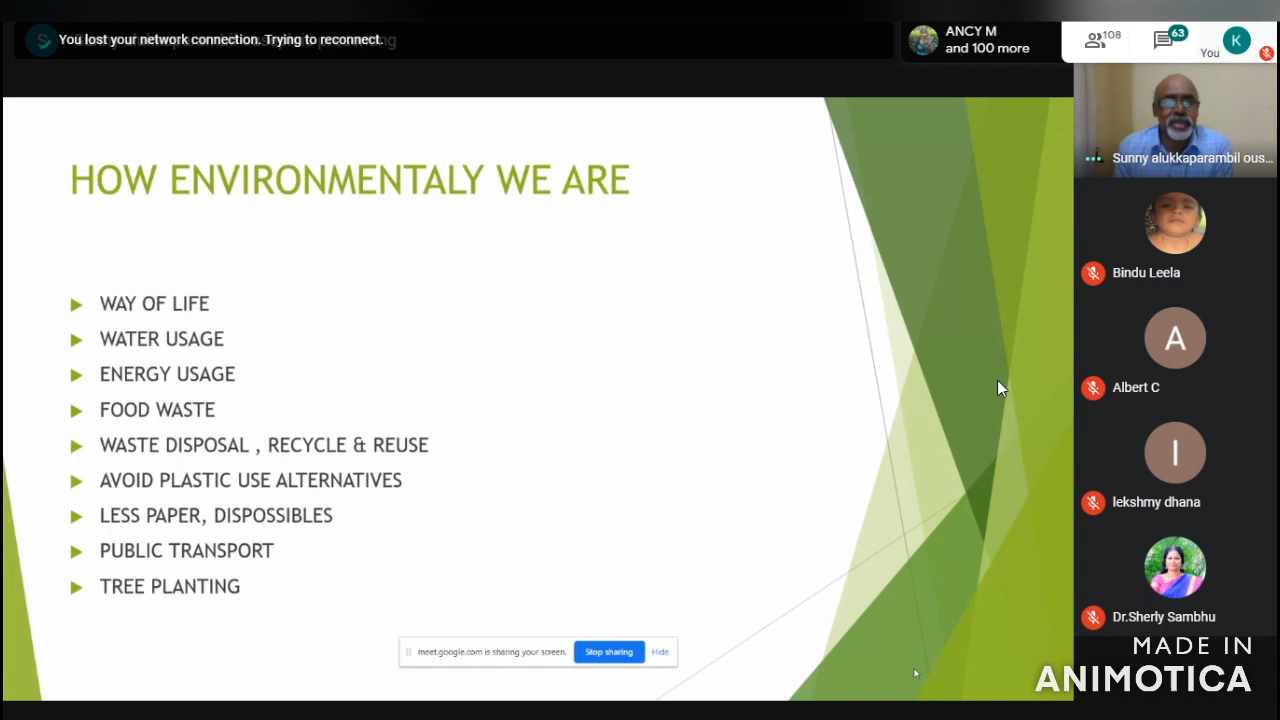 You lost your network connection. Trying to reconnect.
ANCY M
and 100 more
108
63
You
K
HOW ENVIRONMENTALY WE ARE
WAY OF LIFE
WATER USAGE
ENERGY USAGE
FOOD WASTE
WASTE DISPOSAL , RECYCLE & REUSE
AVOID PLASTIC USE ALTERNATIVES
LESS PAPER, DISPOSSIBLES
PUBLIC TRANSPORT
TREE PLANTING
meet.google.com is sharing your screen.
Stop sharing
Hide
Sunny alukkaparambil ous...
Bindu Leela
A
Albert C
l
lekshmy dhana
Dr.Sherly Sambhu
MADE IN
ANIMOTICA